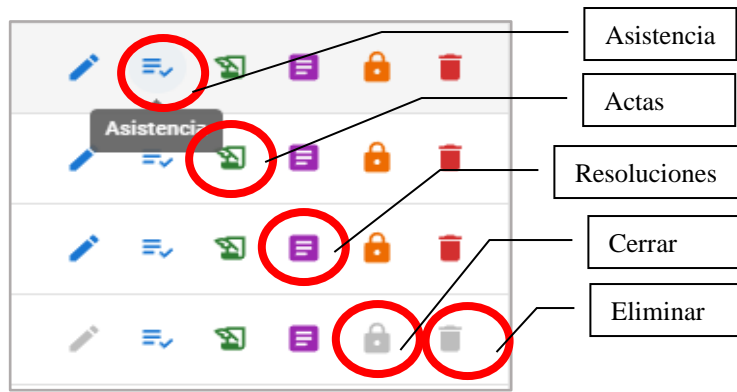 Asistencia
Actas
Asistencia
Resoluciones
Cerrar
Eliminar